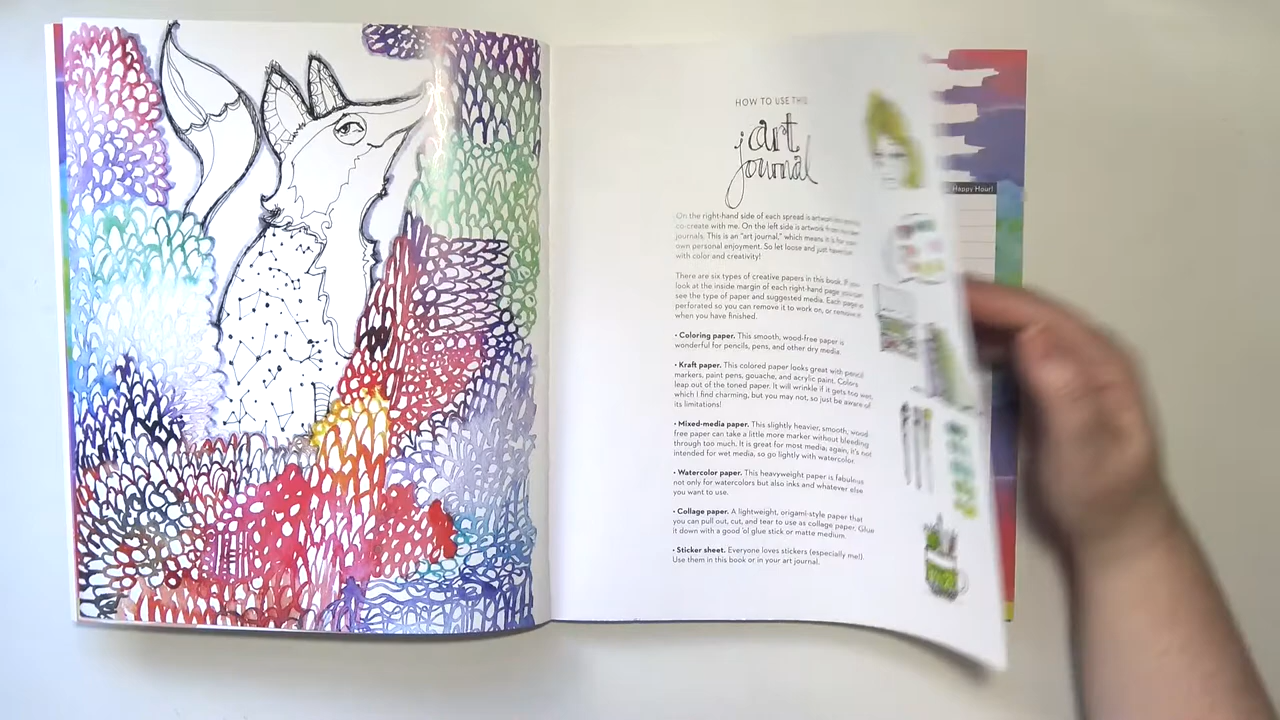 HOW TO USE THIS
art
journal
On the right-hand side of each spread is artwork
co-create with me. On the left side is artwork from
journals. This is an "art journal," which means it is for your
own personal enjoyment. So let loose and just have fun
with color and creativity!
There are six types of creative papers in this book. If you
look at the inside margin of each right-hand page, you can
see the type of paper and suggested media. Each page is
perforated so you can remove it to work on, or remove it
when you have finished.
• Coloring paper. This smooth, wood-free paper is
wonderful for pencils, pens, and other dry media.
• Kraft paper. This colored paper looks great with pencil
markers, paint pens, gouache, and acrylic paint. Colors
leap out of the toned paper. It will wrinkle if it gets too wet,
which I find charming, but you may not, so just be aware of
its limitations!
• Mixed-media paper. This slightly heavier, smooth, wood-
free paper can take a little more marker without bleeding
through too much. It is great for most media; again, it's not
intended for wet media, so go lightly with watercolor.
• Watercolor paper. This heavyweight paper is fabulous
not only for watercolors but also inks and whatever else
you want to use.
• Collage paper. A lightweight, origami-style paper that
you can pull out, cut, and tear to use as collage paper. Glue
it down with a good ol' glue stick or matte medium.
• Sticker sheet. Everyone loves stickers (especially me!).
Use them in this book or in your art journal.
Happy Hour!